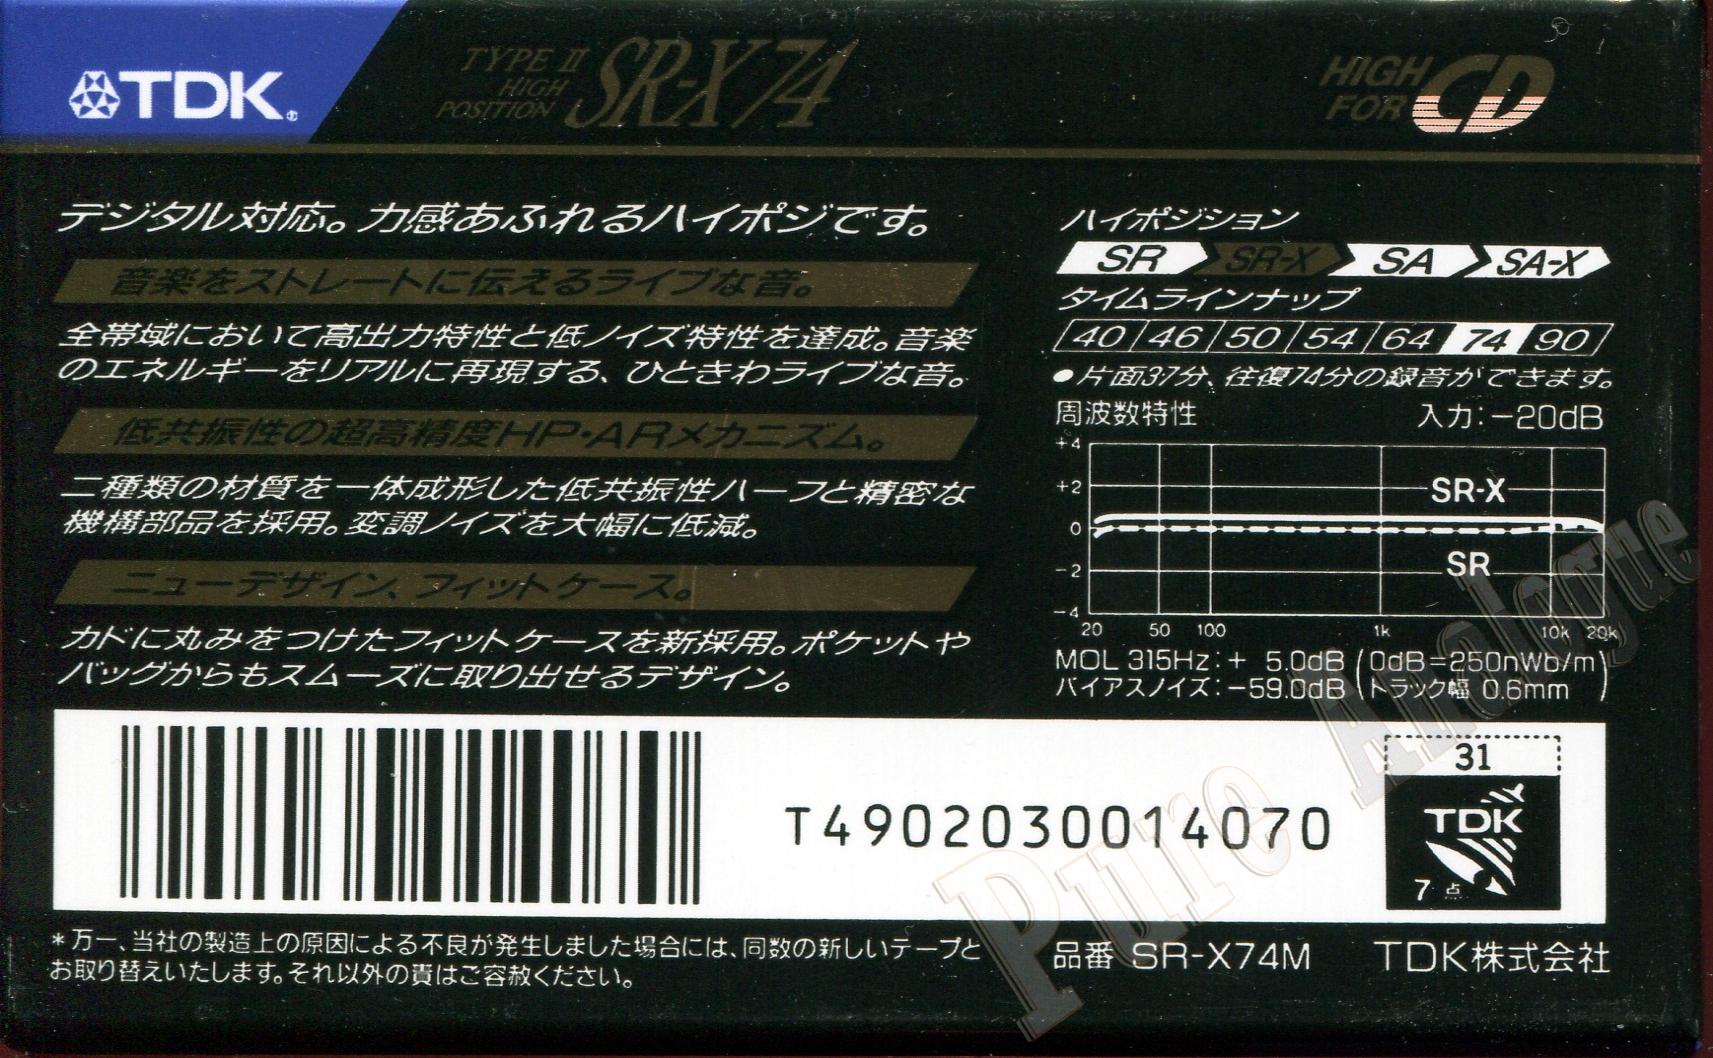 TDK
TYPE II
HIGH
POSITION
SR-X74
HIGH
FOR CD
デジタル対応。力感あふれるハイポジです。
音楽をストレートに伝えるライブな音。
全帯域において高出力特性と低ノイズ特性を達成。音楽
のエネルギーをリアルに再現する、ひときわライブな音。
低共振性の超高精度HP・ARメカニズム。
二種類の材質を一体成形した低共振性ハーフと精密な
機構部品を採用。変調ノイズを大幅に低減。
ニューデザイン、フィットケース。
カドに丸みをつけたフィットケースを新採用。ポケットや
バッグからもスムーズに取り出せるデザイン。
ハイポジション
SR SR-X SA SA-X
タイムラインナップ
40 46 50 54 64 74 90
●片面37分、往復74分の録音ができます。
周波数特性 入力:−20dB
+4
+2
0
−2
−4
SR-X
SR
20 50 100 1k 10k 20k
MOL 315Hz:+ 5.0dB (0dB=250nWb/m
バイアスノイズ:−59.0dB トラック幅 0.6mm)
T4902030014070
31
TDK
7点
*万一、当社の製造上の原因による不良が発生しました場合には、同数の新しいテープと
お取り替えいたします。それ以外の責はご容赦ください。
品番 SR-X74M TDK株式会社
Pure Analogue